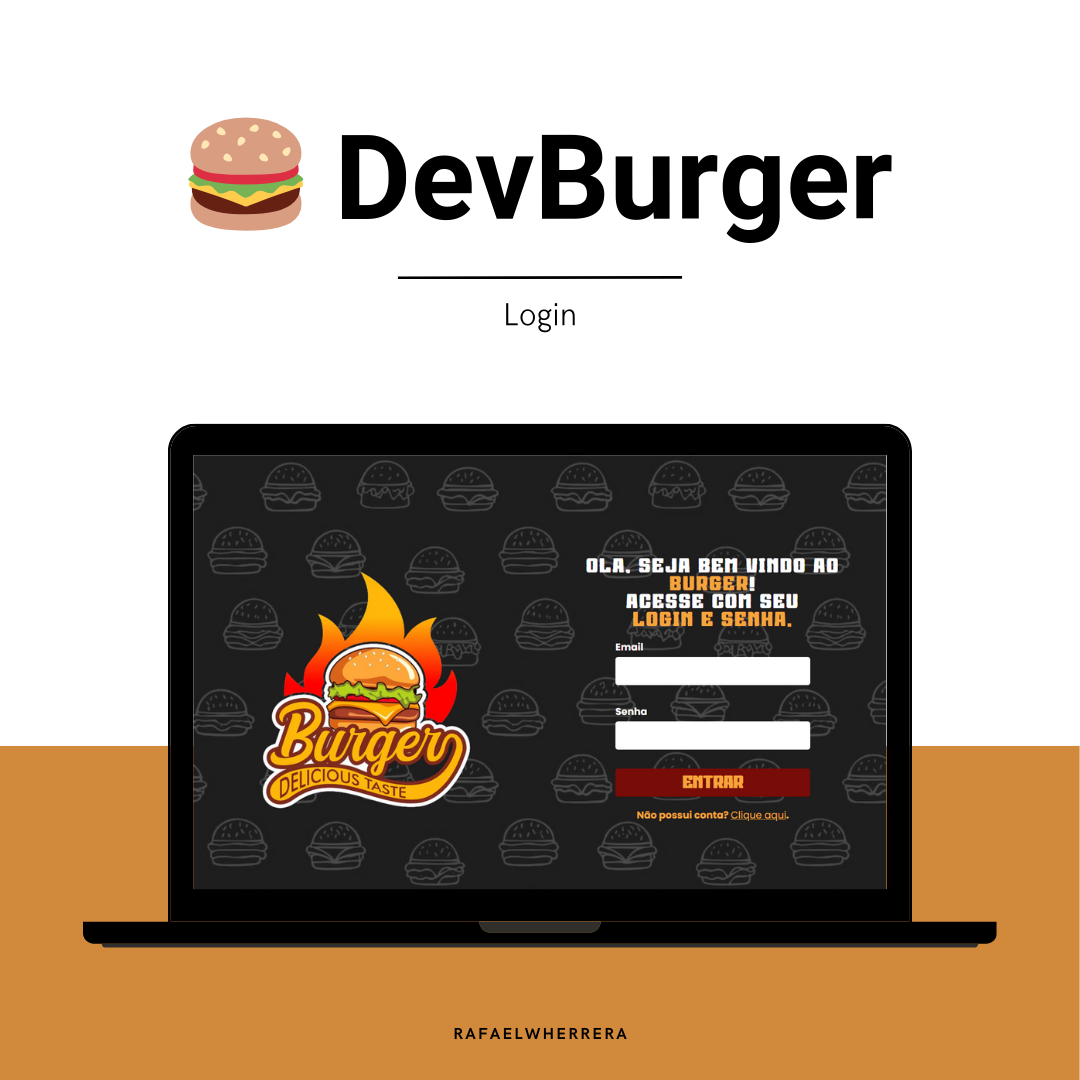 DevBurger
Login
OLA, SEJA BEM VINDO AO
BURGER!
ACESSE COM SEU
LOGIN E SENHA.
Email
Senha
Burger
DELICIOUS TASTE
ENTRAR
Não possui conta? Clique aqui.
RAFAELWHERRERA